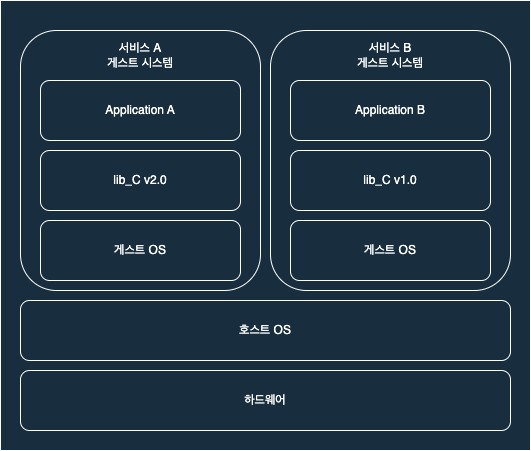 서비스 A
게스트 시스템
Application A
lib_C v2.0
게스트 OS
서비스 B
게스트 시스템
Application B
lib_C v1.0
게스트 OS
호스트 OS
하드웨어